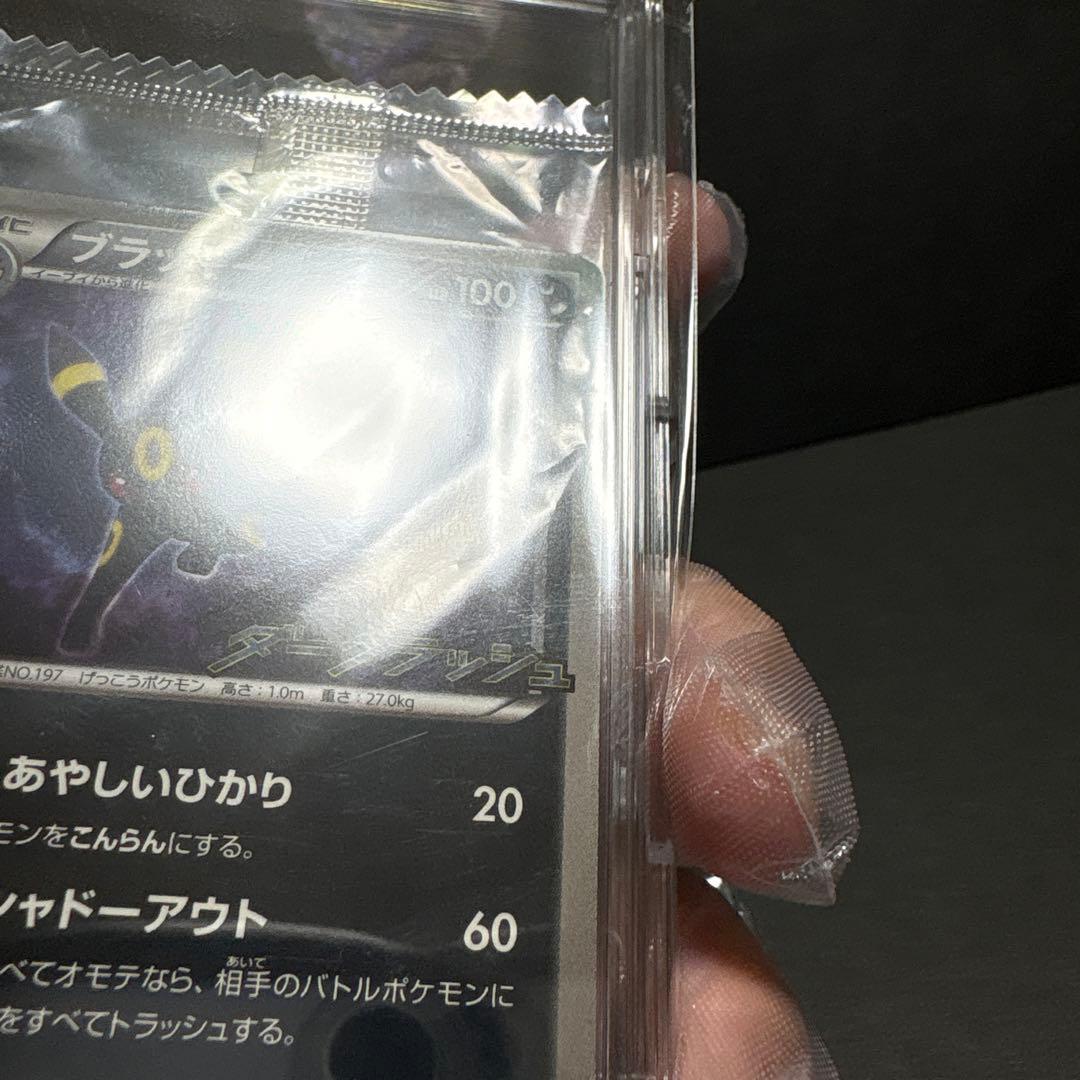 ブラッ
イーブイから進化
100
ダークラッシュ
NO.197 げっこうポケモン 高さ:1.0m 重さ:27.0kg
あやしいひかり 20
モンをこんらんにする。
シャドーアウト 60
あいて
べてオモテなら、相手のバトルポケモンに
をすべてトラッシュする。